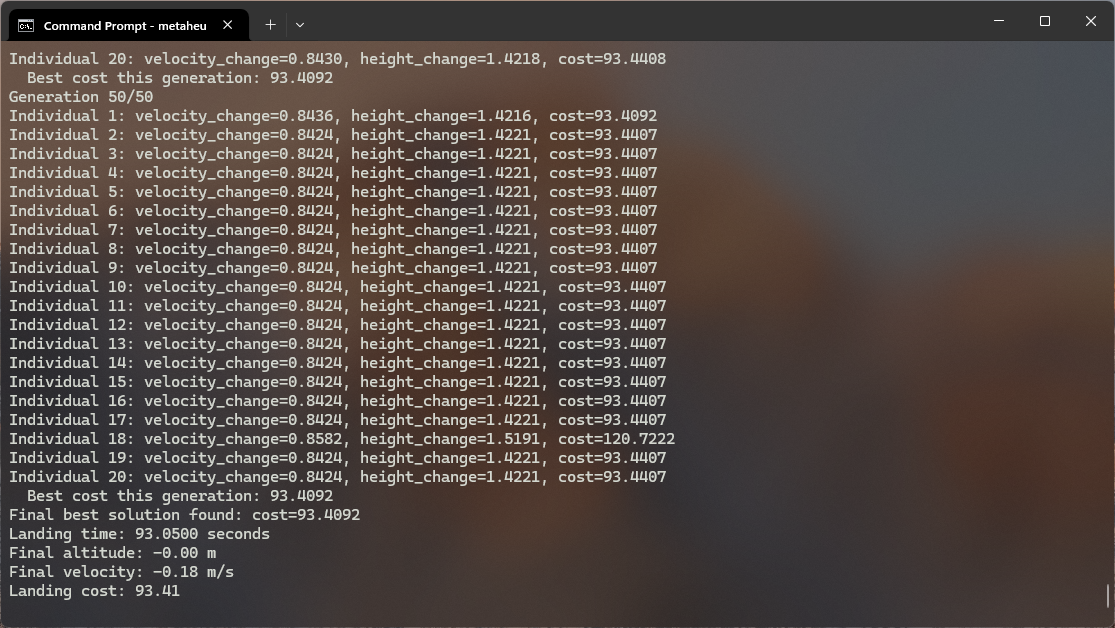 Command Prompt - metaheu
Individual 20: velocity_change=0.8430, height_change=1.4218, cost=93.4408
  Best cost this generation: 93.4092
Generation 50/50
Individual 1: velocity_change=0.8436, height_change=1.4216, cost=93.4092
Individual 2: velocity_change=0.8424, height_change=1.4221, cost=93.4407
Individual 3: velocity_change=0.8424, height_change=1.4221, cost=93.4407
Individual 4: velocity_change=0.8424, height_change=1.4221, cost=93.4407
Individual 5: velocity_change=0.8424, height_change=1.4221, cost=93.4407
Individual 6: velocity_change=0.8424, height_change=1.4221, cost=93.4407
Individual 7: velocity_change=0.8424, height_change=1.4221, cost=93.4407
Individual 8: velocity_change=0.8424, height_change=1.4221, cost=93.4407
Individual 9: velocity_change=0.8424, height_change=1.4221, cost=93.4407
Individual 10: velocity_change=0.8424, height_change=1.4221, cost=93.4407
Individual 11: velocity_change=0.8424, height_change=1.4221, cost=93.4407
Individual 12: velocity_change=0.8424, height_change=1.4221, cost=93.4407
Individual 13: velocity_change=0.8424, height_change=1.4221, cost=93.4407
Individual 14: velocity_change=0.8424, height_change=1.4221, cost=93.4407
Individual 15: velocity_change=0.8424, height_change=1.4221, cost=93.4407
Individual 16: velocity_change=0.8424, height_change=1.4221, cost=93.4407
Individual 17: velocity_change=0.8424, height_change=1.4221, cost=93.4407
Individual 18: velocity_change=0.8582, height_change=1.5191, cost=120.7222
Individual 19: velocity_change=0.8424, height_change=1.4221, cost=93.4407
Individual 20: velocity_change=0.8424, height_change=1.4221, cost=93.4407
  Best cost this generation: 93.4092
Final best solution found: cost=93.4092
Landing time: 93.0500 seconds
Final altitude: -0.00 m
Final velocity: -0.18 m/s
Landing cost: 93.41